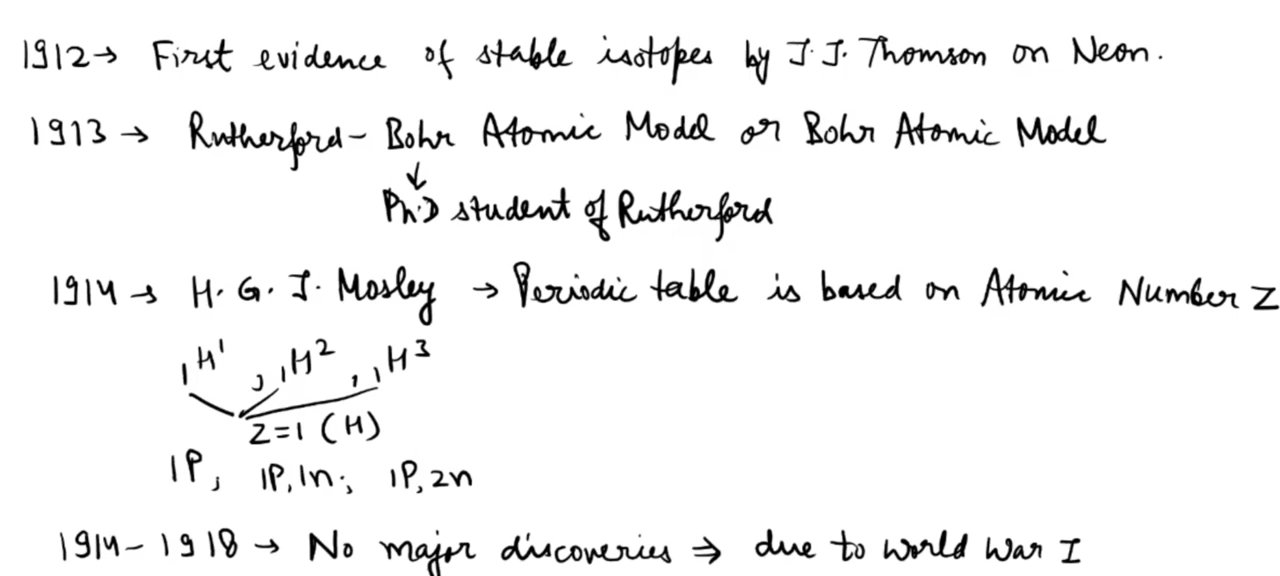 1912→ First evidence of stable isotopes by J.J. Thomson on Neon.
1913 → Rutherford - Bohr Atomic Model or Bohr Atomic Model
↓
Ph.D student of Rutherford
1914 → H. G. J. Mosley → Periodic table is based on Atomic Number Z
₁H¹ , ₁H² , ₁H³
Z=1 (H)
1P, 1P,1n; 1P,2n
1914-1918 → No major discoveries ⇒ due to World War I